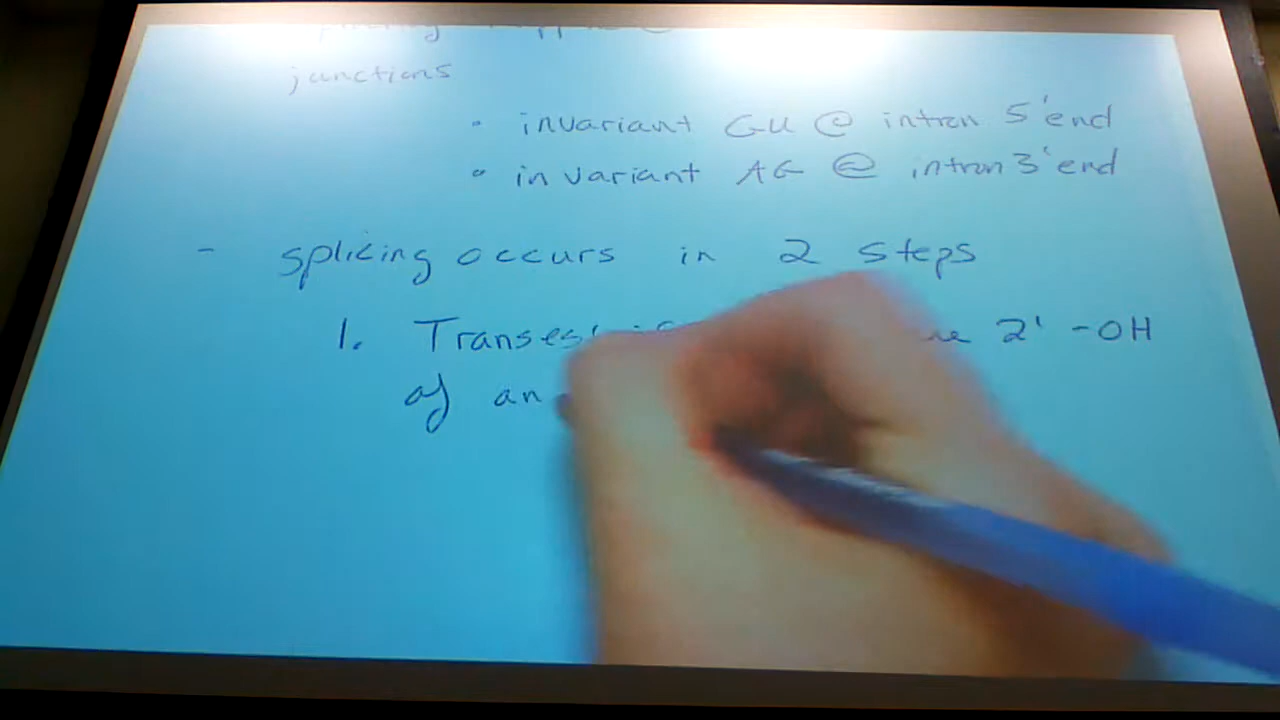 junctions
• invariant GU @ intron 5' end
• invariant AG @ intron 3' end
- splicing occurs in 2 steps
1. 2' -OH
of an